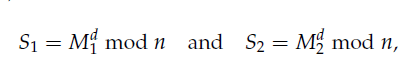 S₁ = M₁ᵈ mod n and S₂ = M₂ᵈ mod n,